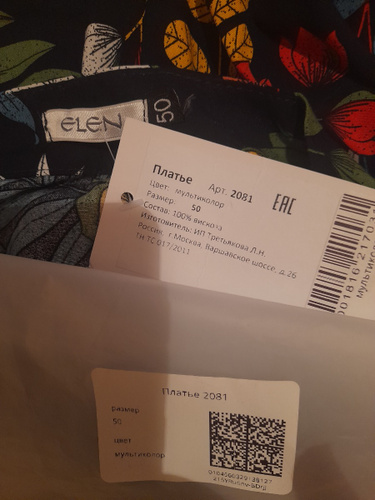 ELEN
50
Платье Арт. 2081
Цвет: мультиколор
Размер: 50
Состав: 100% вискоза
Изготовитель: ИП Третьякова Л.Н.
Россия, г.Москва, Варшавское шоссе, д.26
ТН ТС 017/2011
EAC
Платье 2081
размер
50
цвет
мультиколор